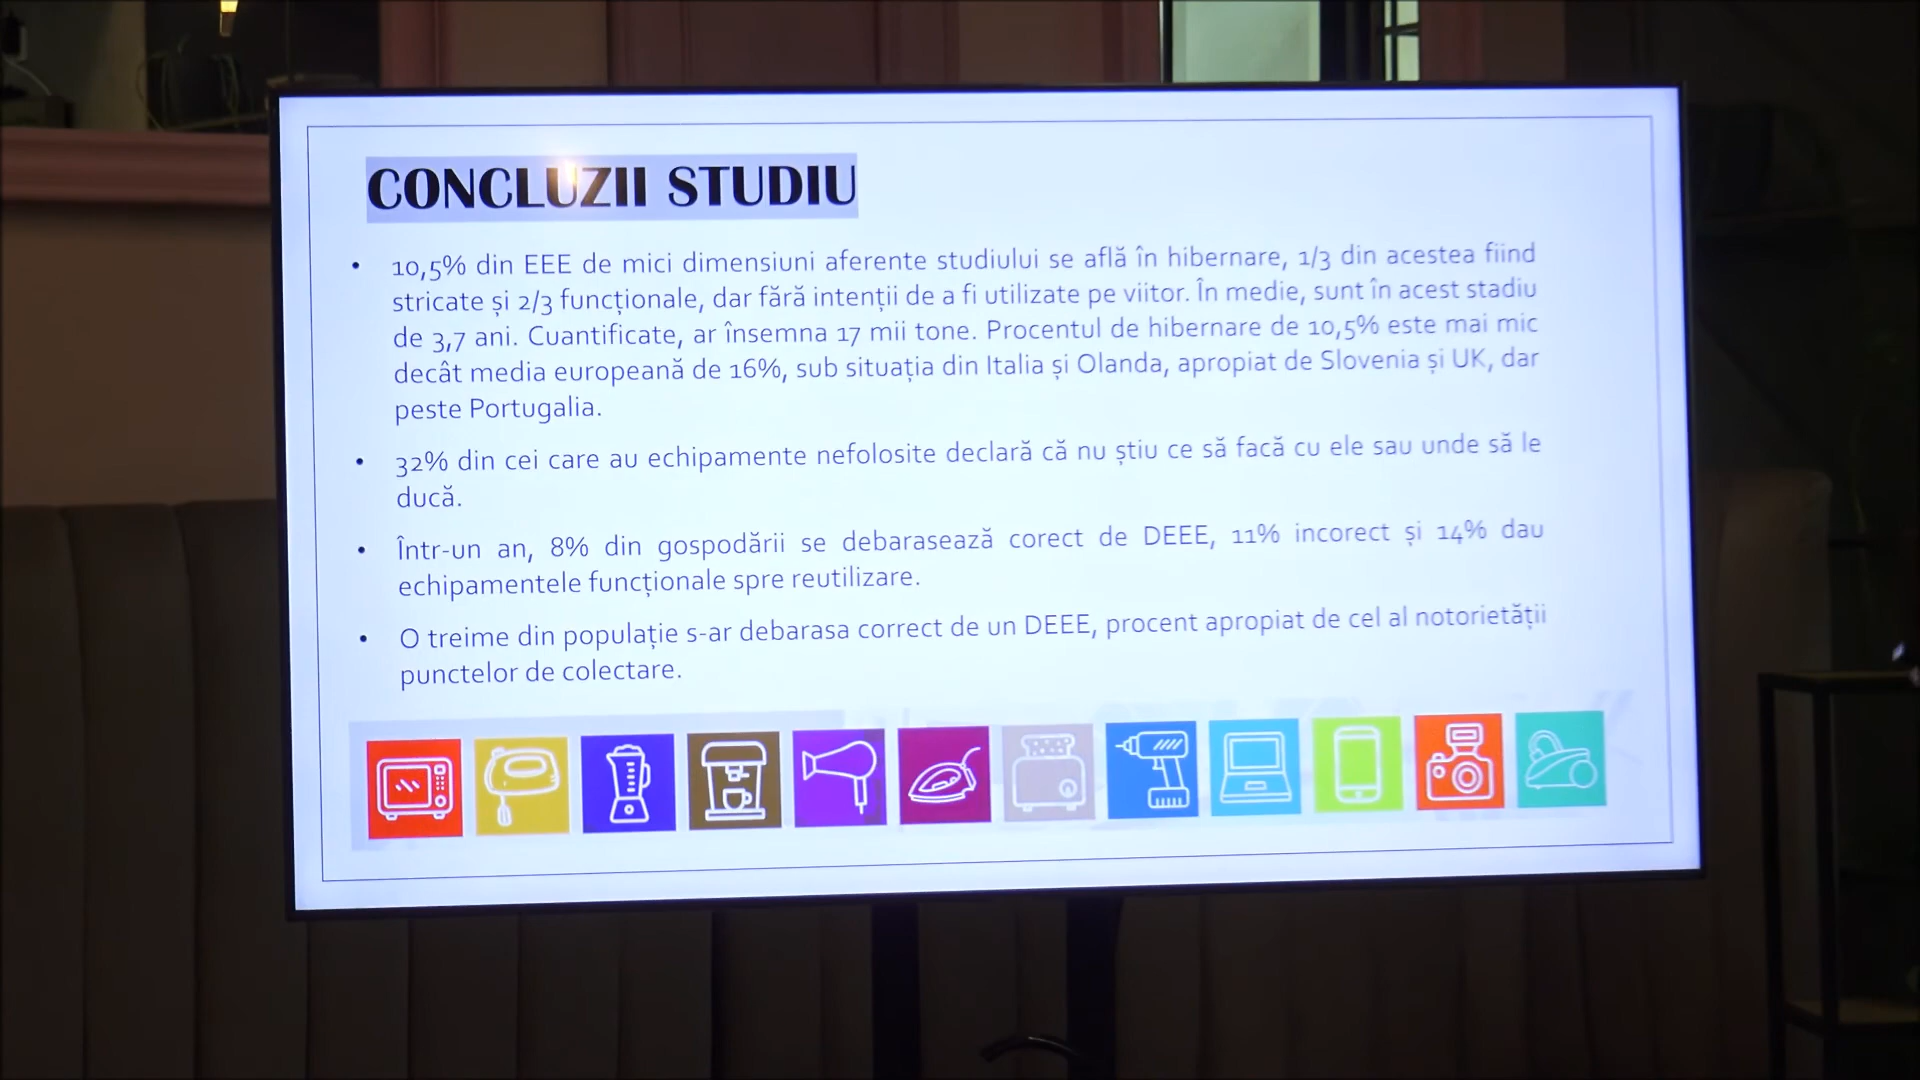 CONCLUZII STUDIU
• 10,5% din EEE de mici dimensiuni aferente studiului se află în hibernare, 1/3 din acestea fiind
stricate și 2/3 funcționale, dar fără intenții de a fi utilizate pe viitor. În medie, sunt în acest stadiu
de 3,7 ani. Cuantificate, ar însemna 17 mii tone. Procentul de hibernare de 10,5% este mai mic
decât media europeană de 16%, sub situația din Italia și Olanda, apropiat de Slovenia și UK, dar
peste Portugalia.
• 32% din cei care au echipamente nefolosite declară că nu știu ce să facă cu ele sau unde să le
ducă.
• Într-un an, 8% din gospodării se debarasează corect de DEEE, 11% incorect și 14% dau
echipamentele funcționale spre reutilizare.
• O treime din populație s-ar debarasa correct de un DEEE, procent apropiat de cel al notorietății
punctelor de colectare.